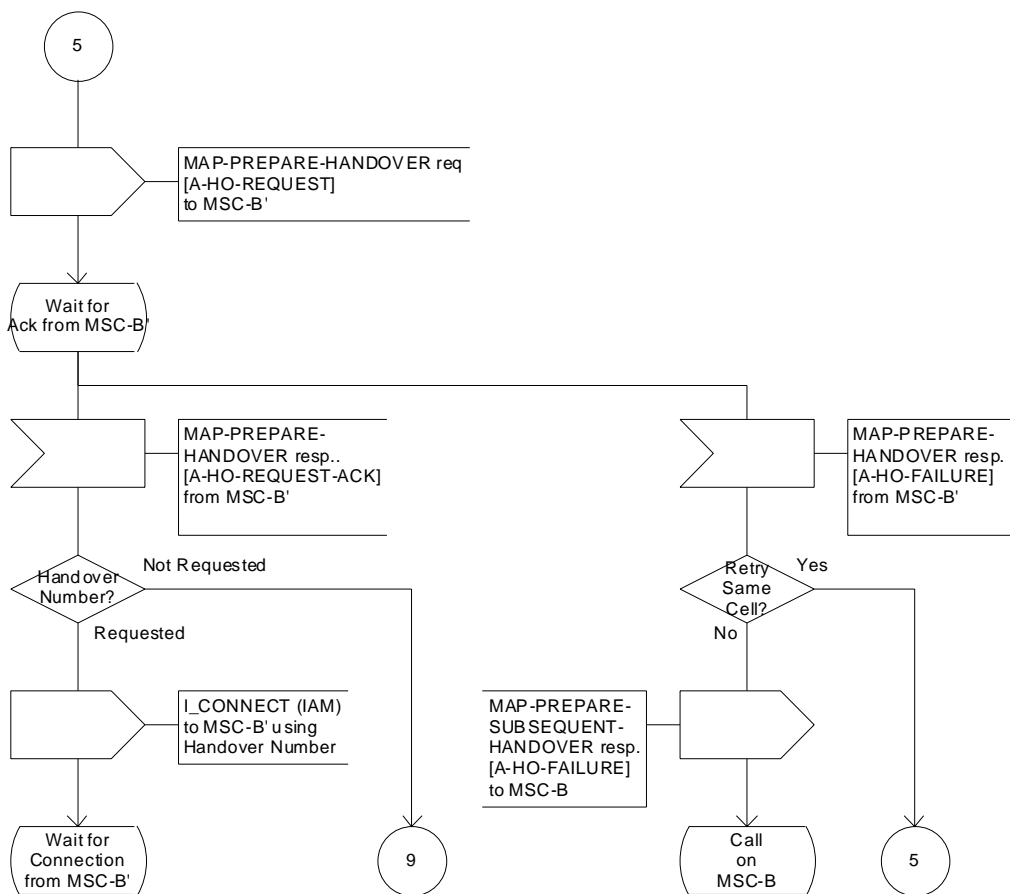 5
MAP-PREPARE-HANDOVER req
[A-HO-REQUEST]
to MSC-B'
Wait for
Ack from MSC-B'
MAP-PREPARE-
HANDOVER resp..
[A-HO-REQUEST-ACK]
from MSC-B'
MAP-PREPARE-
HANDOVER resp.
[A-HO-FAILURE]
from MSC-B'
Handover
Number?
Not Requested
Requested
Retry
Same
Cell?
Yes
No
I_CONNECT (IAM)
to MSC-B' using
Handover Number
MAP-PREPARE-
SUBSEQUENT-
HANDOVER resp.
[A-HO-FAILURE]
to MSC-B
Wait for
Connection
from MSC-B'
9
Call
on
MSC-B
5